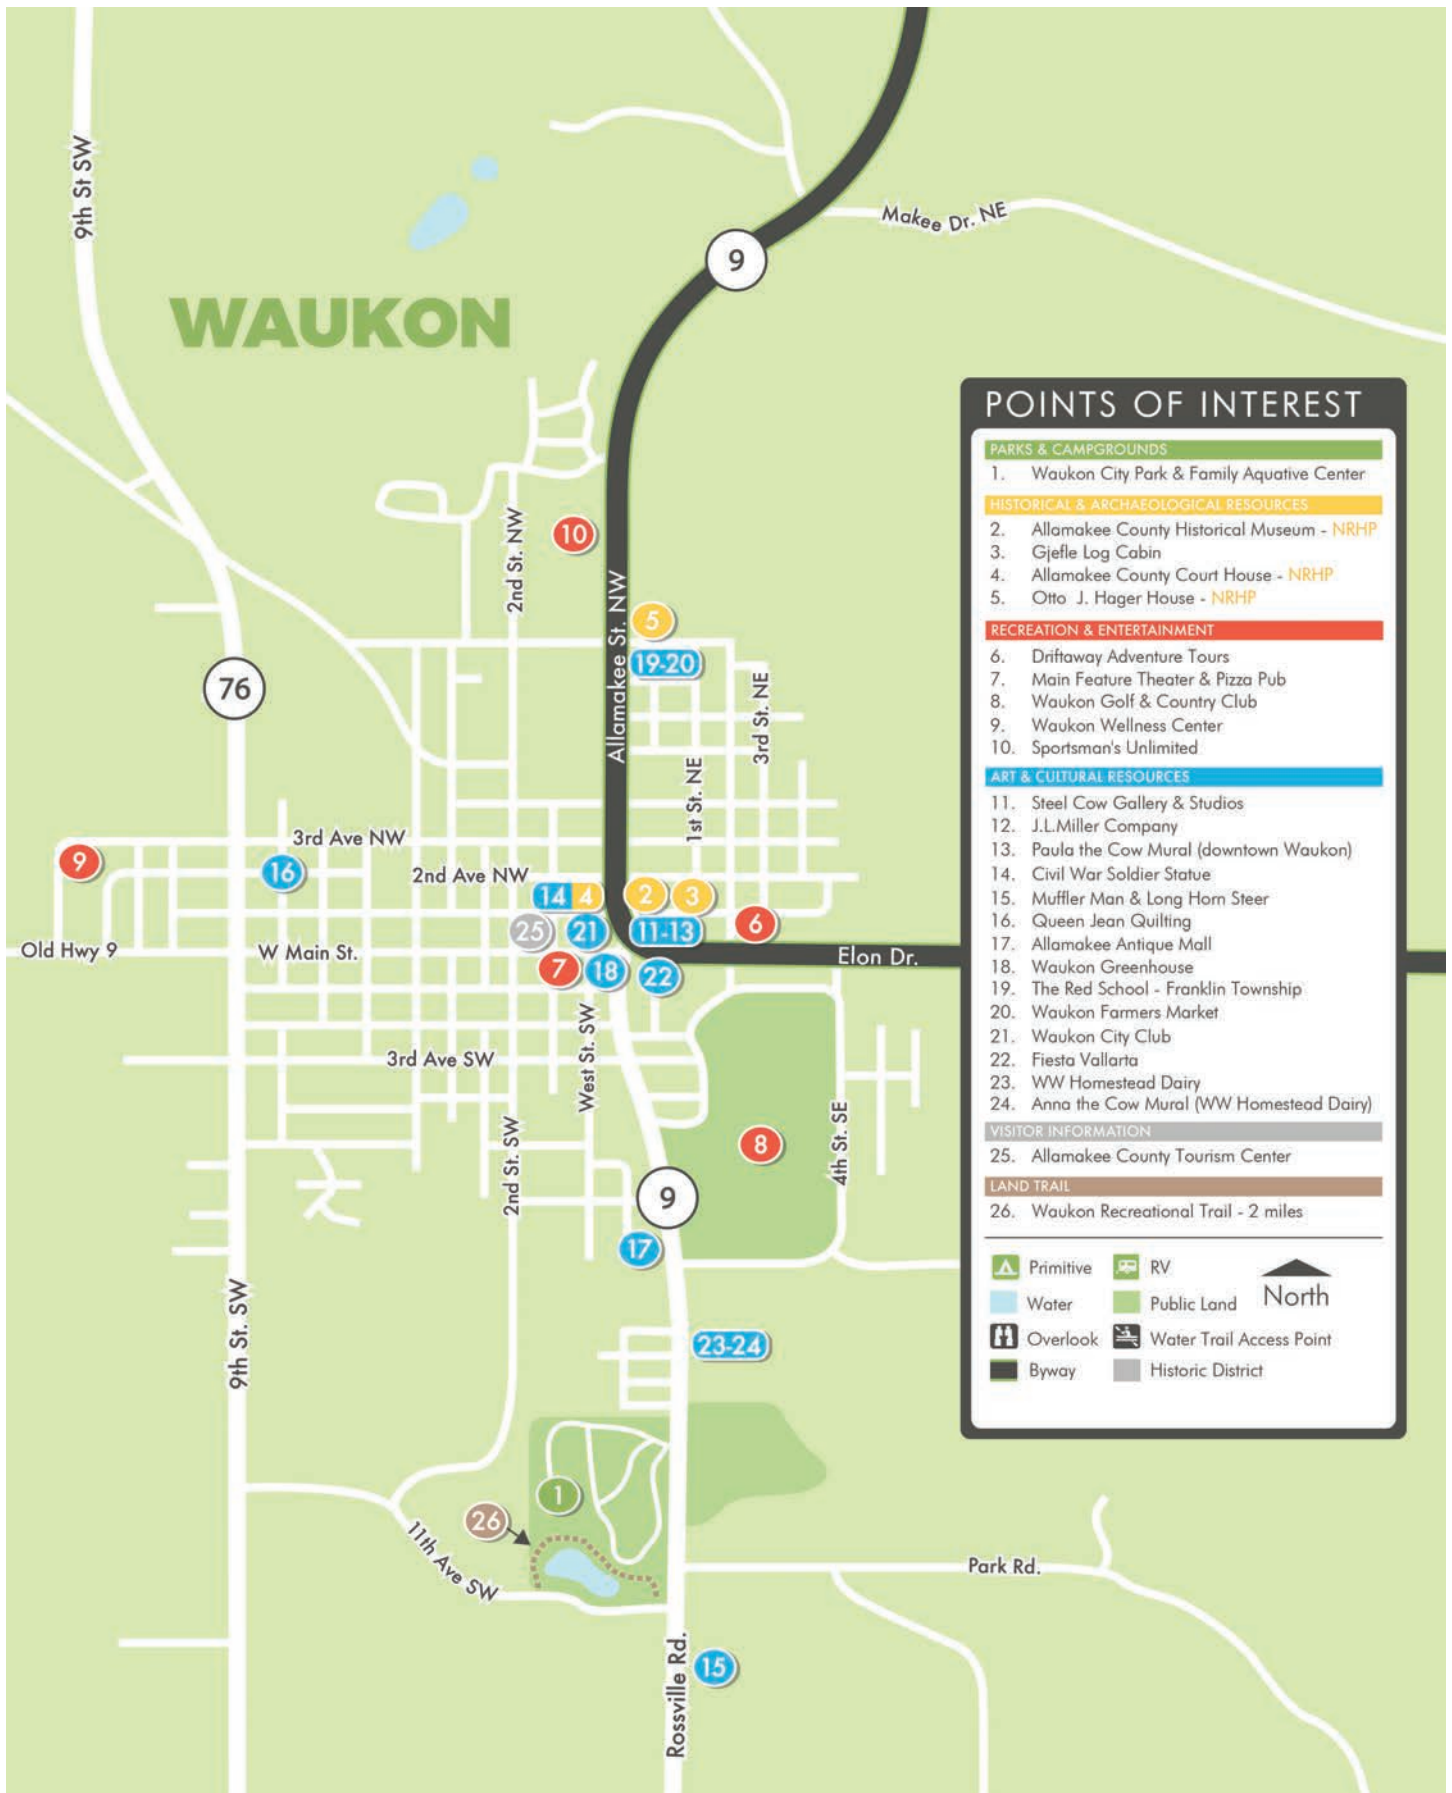 9th St SW
Makee Dr. NE
9
WAUKON
2nd St. NW
10
Allamakee St. NW
5
19-20
76
3rd St. NE
1st St. NE
3rd Ave NW
9
16
2nd Ave NW
14 4
2
3
25
21
11-13
6
Old Hwy 9
W Main St.
Elon Dr.
7
18
22
West St. SW
3rd Ave SW
2nd St. SW
8
4th St. SE
9
17
9th St. SW
23-24
1
26
11th Ave SW
Park Rd.
Rossville Rd.
15
POINTS OF INTEREST
PARKS & CAMPGROUNDS
1. Waukon City Park & Family Aquative Center
HISTORICAL & ARCHAEOLOGICAL RESOURCES
2. Allamakee County Historical Museum - NRHP
3. Gjefle Log Cabin
4. Allamakee County Court House - NRHP
5. Otto J. Hager House - NRHP
RECREATION & ENTERTAINMENT
6. Driftaway Adventure Tours
7. Main Feature Theater & Pizza Pub
8. Waukon Golf & Country Club
9. Waukon Wellness Center
10. Sportsman's Unlimited
ART & CULTURAL RESOURCES
11. Steel Cow Gallery & Studios
12. J.L.Miller Company
13. Paula the Cow Mural (downtown Waukon)
14. Civil War Soldier Statue
15. Muffler Man & Long Horn Steer
16. Queen Jean Quilting
17. Allamakee Antique Mall
18. Waukon Greenhouse
19. The Red School - Franklin Township
20. Waukon Farmers Market
21. Waukon City Club
22. Fiesta Vallarta
23. WW Homestead Dairy
24. Anna the Cow Mural (WW Homestead Dairy)
VISITOR INFORMATION
25. Allamakee County Tourism Center
LAND TRAIL
26. Waukon Recreational Trail - 2 miles
Primitive RV
Water Public Land North
Overlook Water Trail Access Point
Byway Historic District